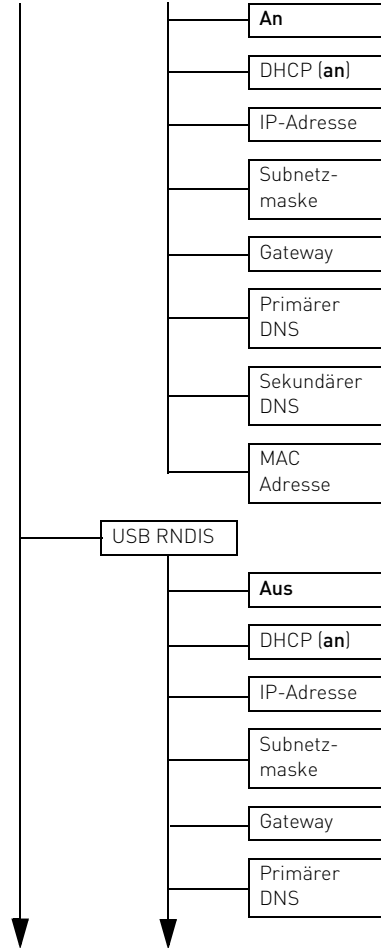 An
DHCP (an)
IP-Adresse
Subnetz-
maske
Gateway
Primärer
DNS
Sekundärer
DNS
MAC
Adresse
USB RNDIS
Aus
DHCP (an)
IP-Adresse
Subnetz-
maske
Gateway
Primärer
DNS